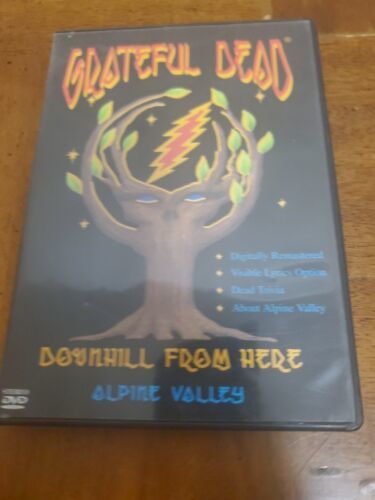 GRATEFUL DEAD®
Digitally Remastered
Visible Lyrics Option
Dead Trivia
About Alpine Valley
DOWNHILL FROM HERE
ALPINE VALLEY
DVD